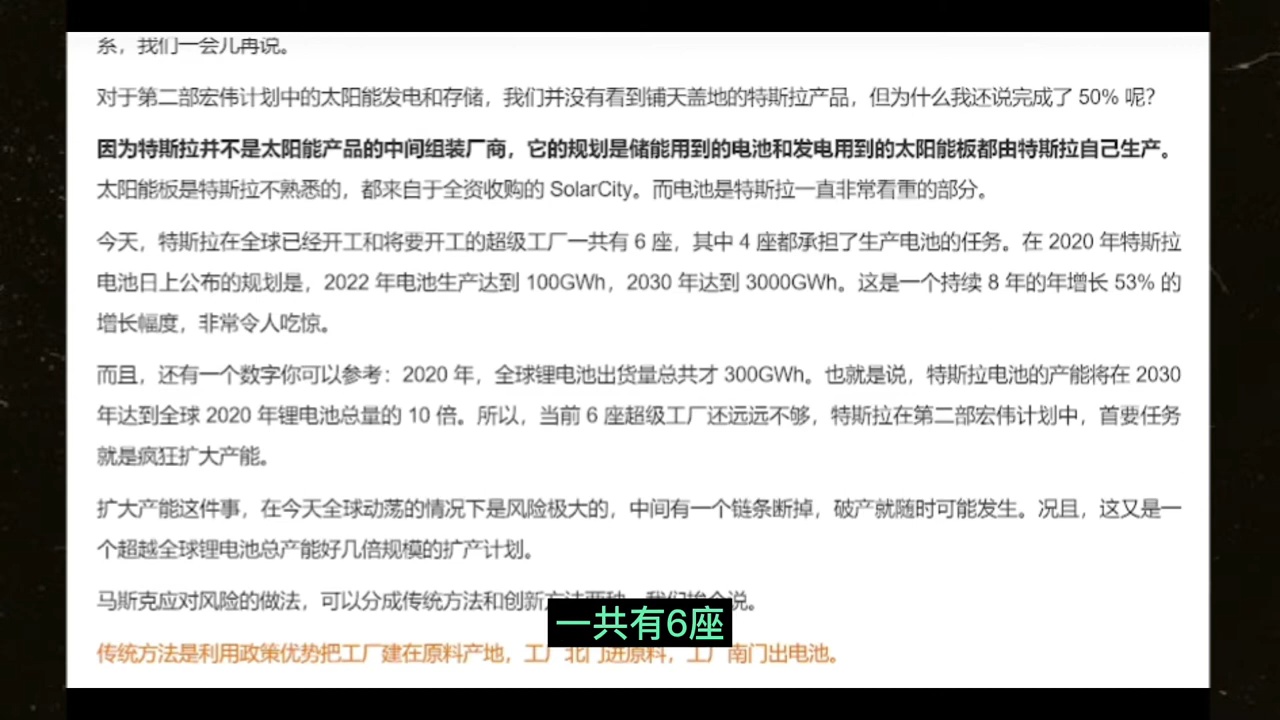 系，我们一会儿再说。
对于第二部宏伟计划中的太阳能发电和存储，我们并没有看到铺天盖地的特斯拉产品，但为什么我还说完成了 50% 呢？
因为特斯拉并不是太阳能产品的中间组装厂商，它的规划是储能用到的电池和发电用到的太阳能板都由特斯拉自己生产。
太阳能板是特斯拉不熟悉的，都来自于全资收购的 SolarCity。而电池是特斯拉一直非常看重的部分。
今天，特斯拉在全球已经开工和将要开工的超级工厂一共有 6 座，其中 4 座都承担了生产电池的任务。在 2020 年特斯拉
电池日上公布的规划是，2022 年电池生产达到 100GWh，2030 年达到 3000GWh。这是一个持续 8 年的年增长 53% 的
增长幅度，非常令人吃惊。
而且，还有一个数字你可以参考：2020 年，全球锂电池出货量总共才 300GWh。也就是说，特斯拉电池的产能将在 2030
年达到全球 2020 年锂电池总量的 10 倍。所以，当前 6 座超级工厂还远远不够，特斯拉在第二部宏伟计划中，首要任务
就是疯狂扩大产能。
扩大产能这件事，在今天全球动荡的情况下是风险极大的，中间有一个链条断掉，破产就随时可能发生。况且，这又是一
个超越全球锂电池总产能好几倍规模的扩产计划。
马斯克应对风险的做法，可以分成传统方法和创新方法两种，我们挨个说。
一共有6座
传统方法是利用政策优势把工厂建在原料产地，工厂北门进原料，工厂南门出电池。